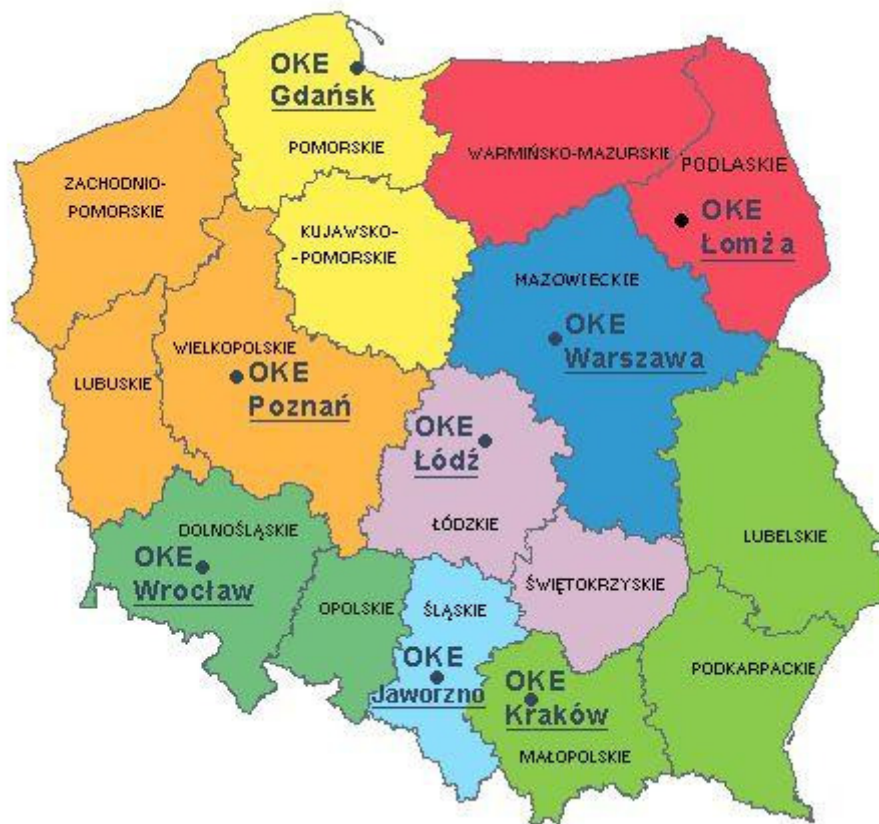 OKE
Gdańsk
POMORSKIE
WARMIŃSKO-MAZURSKIE
PODLASKIE
ZACHODNIO-
POMORSKIE
OKE
Łomża
KUJAWSKO-
-POMORSKIE
MAZOWIECKIE
OKE
Warszawa
WIELKOPOLSKIE
LUBUSKIE
OKE
Poznań
OKE
Łódź
ŁÓDZKIE
DOLNOŚLĄSKIE
OKE
Wrocław
LUBELSKIE
ŚWIĘTOKRZYSKIE
OPOLSKIE
ŚLĄSKIE
OKE
Jaworzno
OKE
Kraków
PODKARPACKIE
MAŁOPOLSKIE